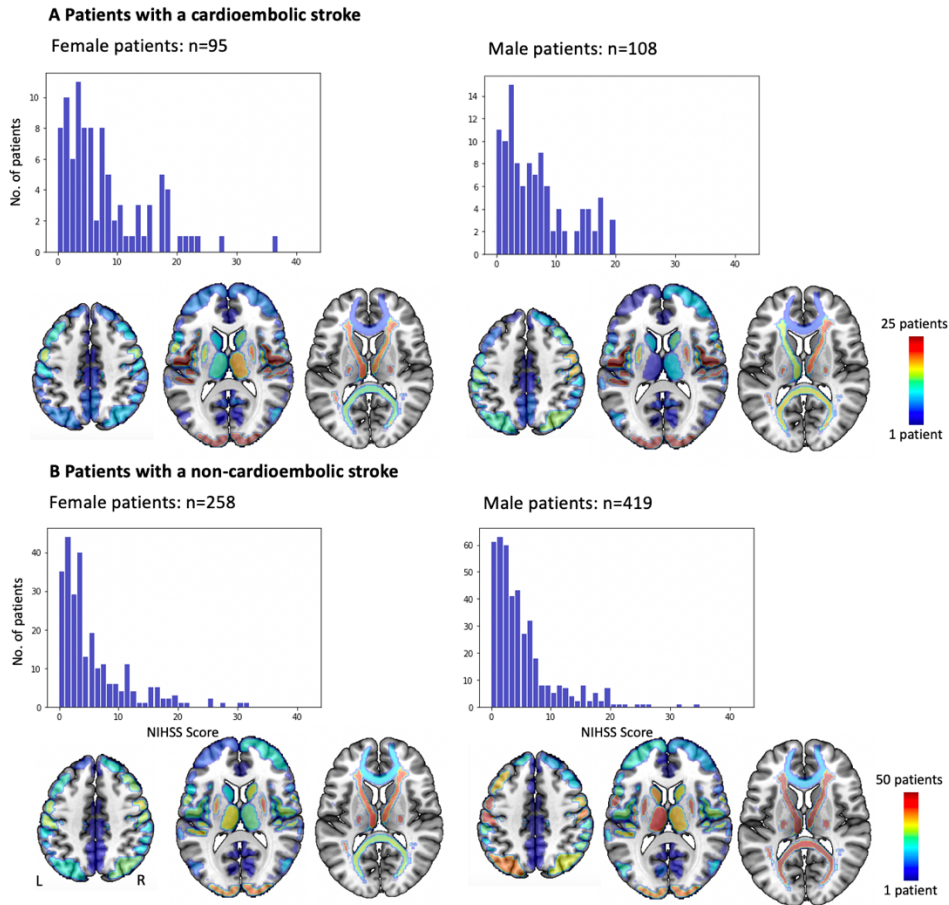 A Patients with a cardioembolic stroke
Female patients: n=95
Male patients: n=108
No. of patients
10
8
6
4
2
0
0 10 20 30 40
14
12
10
8
6
4
2
0
0 10 20 30 40
25 patients
1 patient
B Patients with a non-cardioembolic stroke
Female patients: n=258
Male patients: n=419
No. of patients
40
30
20
10
0
0 10 20 30 40
NIHSS Score
60
50
40
30
20
10
0
0 10 20 30 40
NIHSS Score
L R
50 patients
1 patient